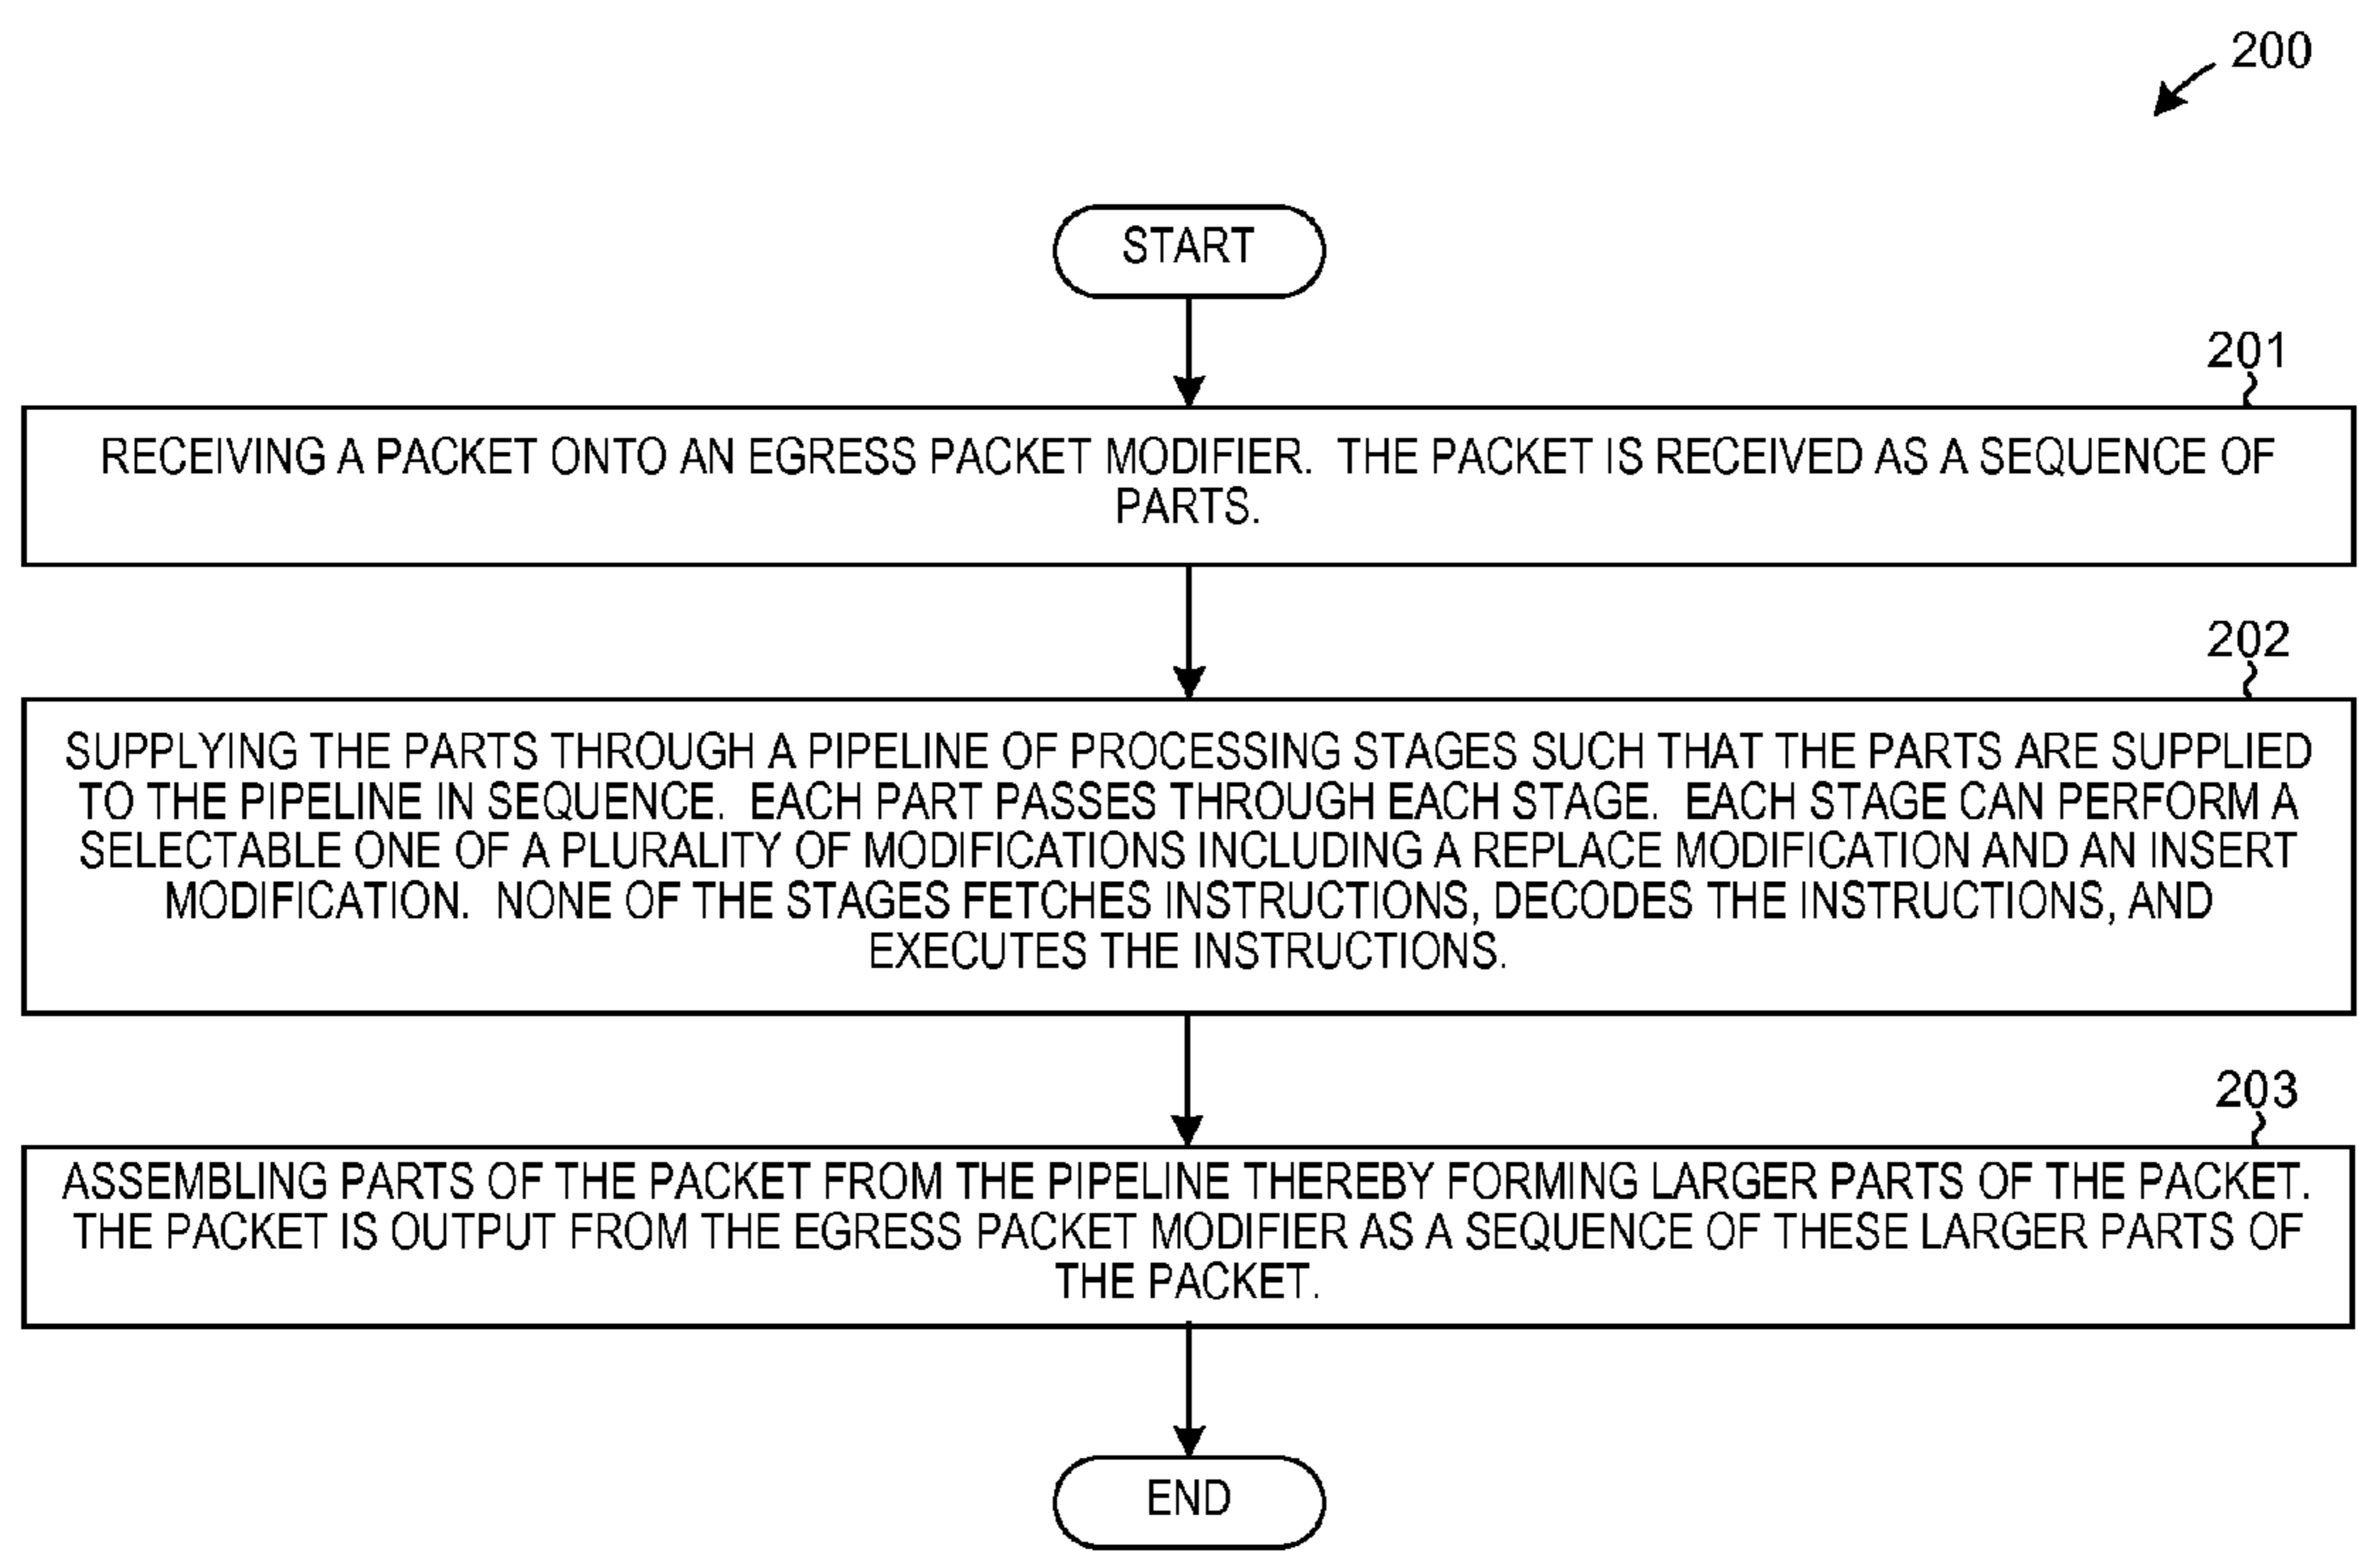 200
START
201
RECEIVING A PACKET ONTO AN EGRESS PACKET MODIFIER. THE PACKET IS RECEIVED AS A SEQUENCE OF
PARTS.
202
SUPPLYING THE PARTS THROUGH A PIPELINE OF PROCESSING STAGES SUCH THAT THE PARTS ARE SUPPLIED
TO THE PIPELINE IN SEQUENCE. EACH PART PASSES THROUGH EACH STAGE. EACH STAGE CAN PERFORM A
SELECTABLE ONE OF A PLURALITY OF MODIFICATIONS INCLUDING A REPLACE MODIFICATION AND AN INSERT
MODIFICATION. NONE OF THE STAGES FETCHES INSTRUCTIONS, DECODES THE INSTRUCTIONS, AND
EXECUTES THE INSTRUCTIONS.
203
ASSEMBLING PARTS OF THE PACKET FROM THE PIPELINE THEREBY FORMING LARGER PARTS OF THE PACKET.
THE PACKET IS OUTPUT FROM THE EGRESS PACKET MODIFIER AS A SEQUENCE OF THESE LARGER PARTS OF
THE PACKET.
END